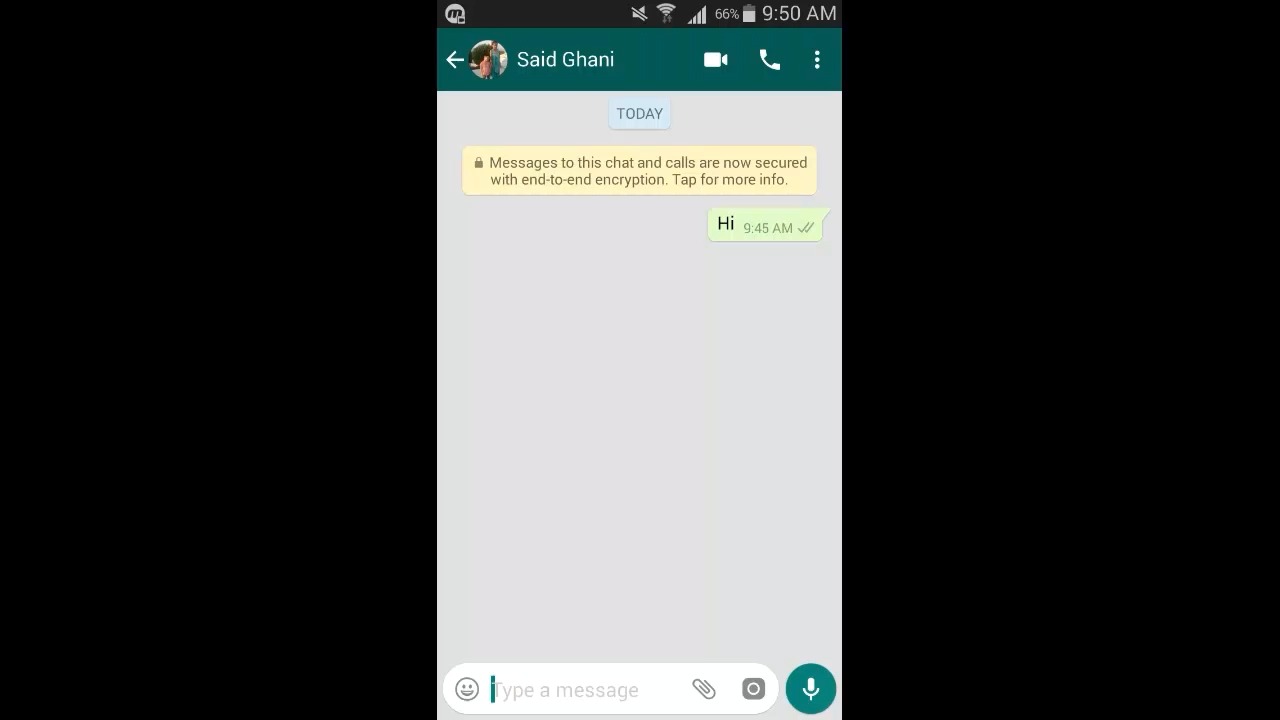 66% 9:50 AM
Said Ghani
TODAY
Messages to this chat and calls are now secured
with end-to-end encryption. Tap for more info.
Hi 9:45 AM
Type a message